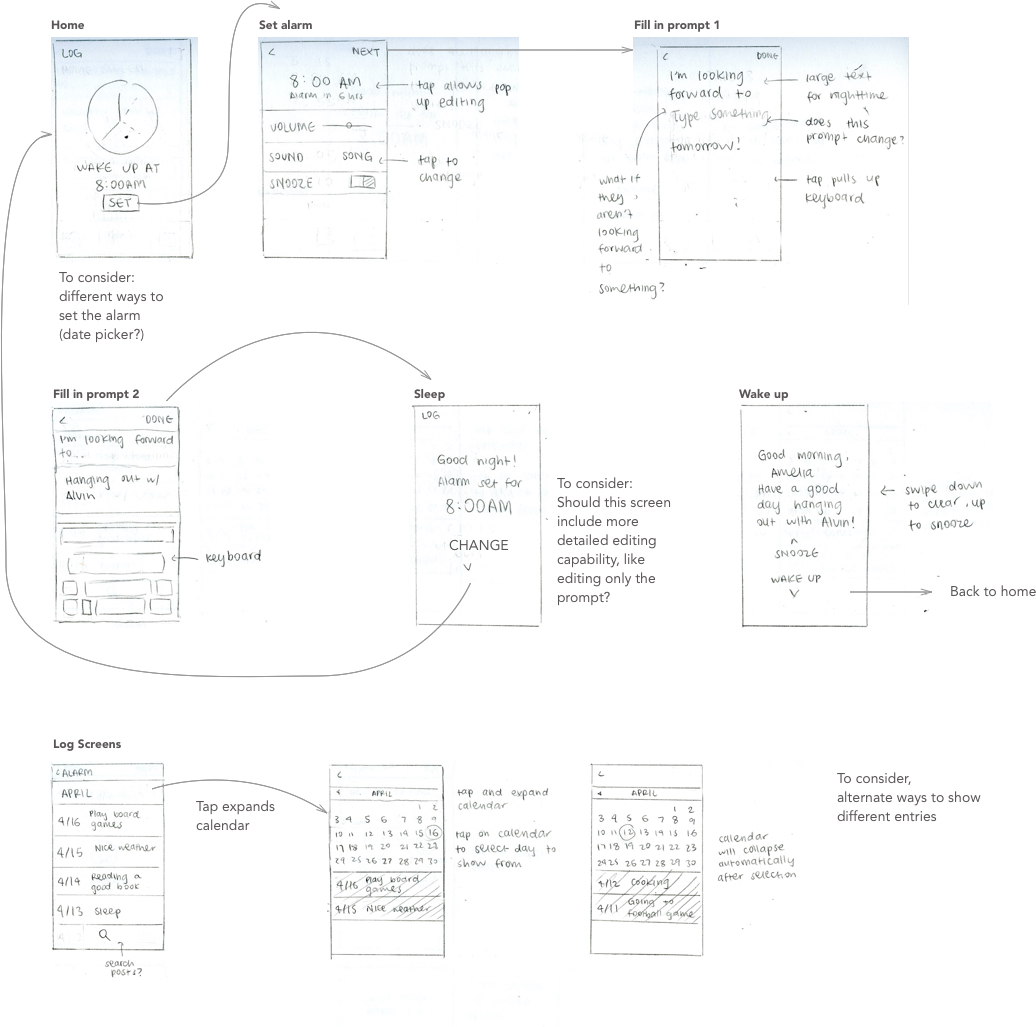 Home
LOG
WAKE UP AT
8:00AM
SET
To consider:
different ways to
set the alarm
(date picker?)
Set alarm
<
NEXT
8:00 AM
alarm in 6 hrs
VOLUME
SOUND
SONG
SNOOZE
tap allows pop
up editing
tap to
change
Fill in prompt 1
<
DONE
I'm looking
forward to
Type something
tomorrow!
large text
for nighttime
does this
prompt change?
tap pulls up
keyboard
what if
they
aren't
looking
forward
to
something?
Fill in prompt 2
<
DONE
I'm looking forward
to...
Hanging out w/
Alvin
keyboard
Sleep
LOG
Good night!
Alarm set for
8:00AM
CHANGE
To consider:
Should this screen
include more
detailed editing
capability, like
editing only the
prompt?
Wake up
Good morning,
Amelia
Have a good
day hanging
out with Alvin!
SNOOZE
WAKE UP
swipe down
to clear, up
to snooze
Back to home
Log Screens
< ALARM
APRIL
4/16 Play board
games
4/15 Nice weather
4/14 Reading a
good book
4/13 Sleep
search
posts?
Tap expands
calendar
<
APRIL
1 2
3 4 5 6 7 8 9
10 11 12 13 14 15 16
17 18 19 20 21 22 23
24 25 26 27 28 29 30
4/16 Play board
games
4/15 Nice weather
tap and expand
calendar
tap on calendar
to select day to
show from
<
APRIL
1 2
3 4 5 6 7 8 9
10 11 12 13 14 15 16
17 18 19 20 21 22 23
24 25 26 27 28 29 30
4/12 Cooking
4/11 Going to
football game
calendar
will collapse
automatically
after selection
To consider,
alternate ways to show
different entries